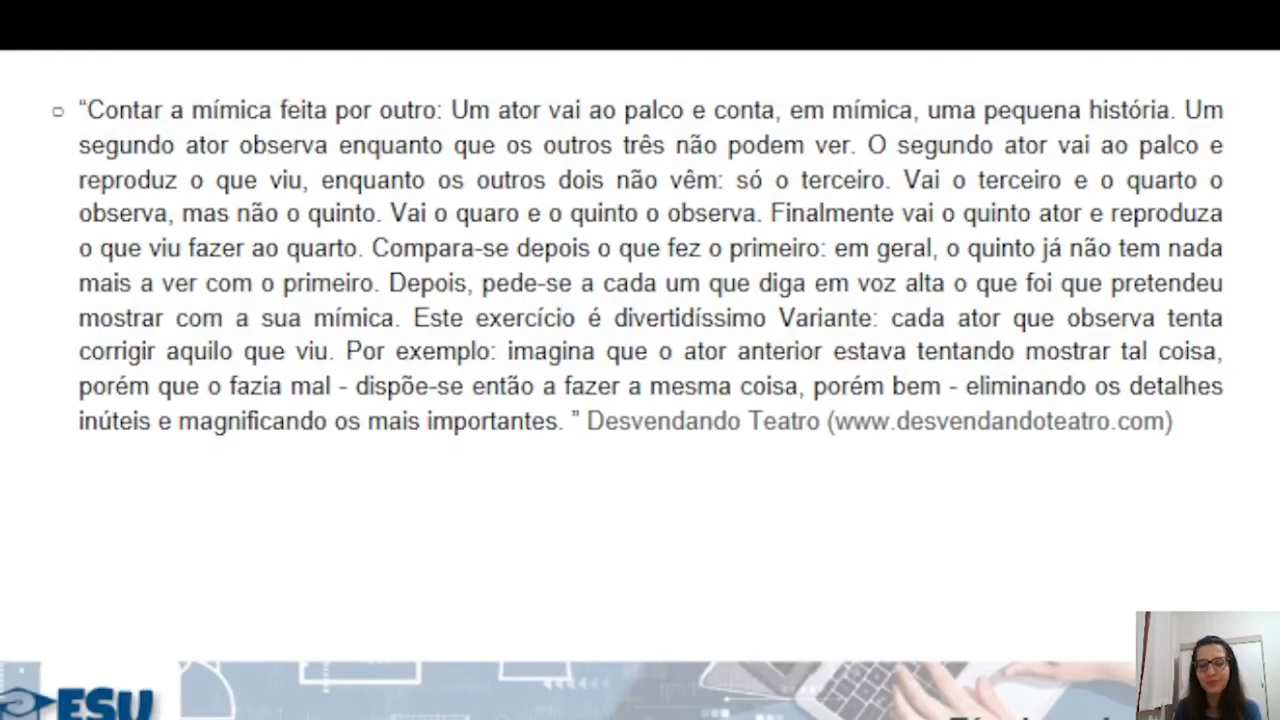 “Contar a mímica feita por outro: Um ator vai ao palco e conta, em mímica, uma pequena história. Um
segundo ator observa enquanto que os outros três não podem ver. O segundo ator vai ao palco e
reproduz o que viu, enquanto os outros dois não vêm: só o terceiro. Vai o terceiro e o quarto o
observa, mas não o quinto. Vai o quaro e o quinto o observa. Finalmente vai o quinto ator e reproduza
o que viu fazer ao quarto. Compara-se depois o que fez o primeiro: em geral, o quinto já não tem nada
mais a ver com o primeiro. Depois, pede-se a cada um que diga em voz alta o que foi que pretendeu
mostrar com a sua mímica. Este exercício é divertidíssimo Variante: cada ator que observa tenta
corrigir aquilo que viu. Por exemplo: imagina que o ator anterior estava tentando mostrar tal coisa,
porém que o fazia mal - dispõe-se então a fazer a mesma coisa, porém bem - eliminando os detalhes
inúteis e magnificando os mais importantes. ” Desvendando Teatro (www.desvendandoteatro.com)
ESU